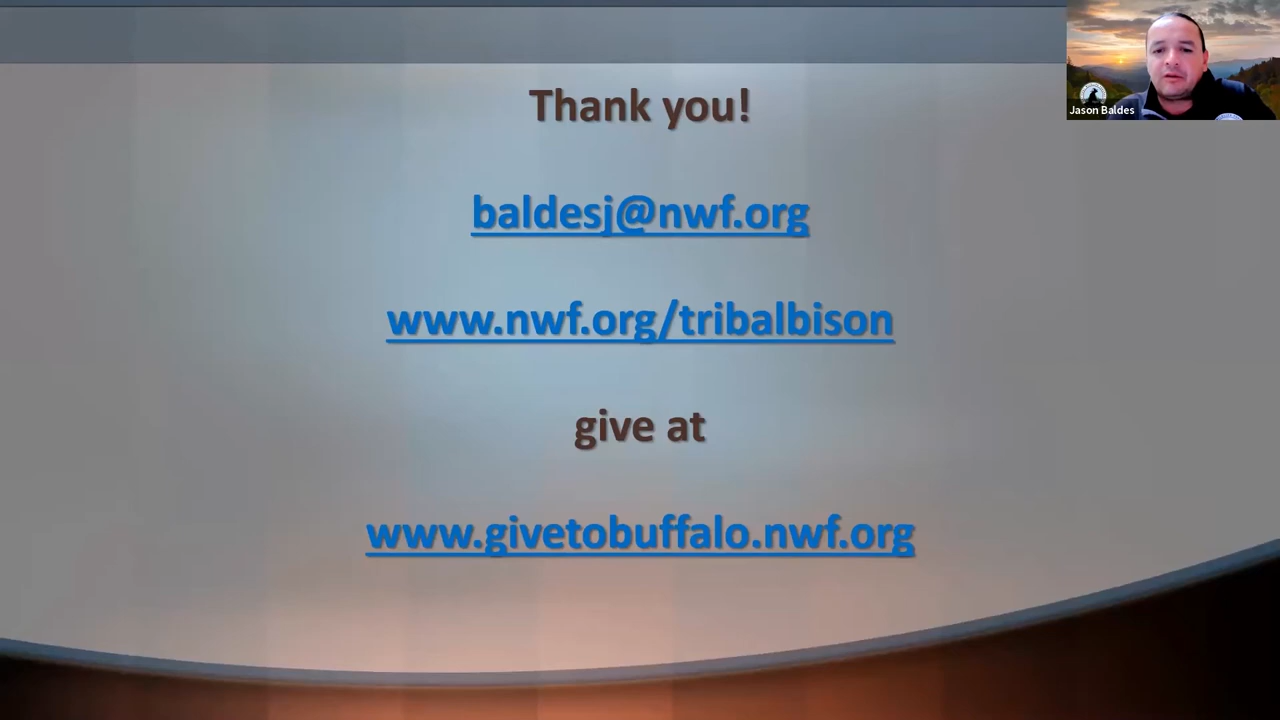 Thank you!
baldesj@nwf.org
www.nwf.org/tribalbison
give at
www.givetobuffalo.nwf.org
Jason Baldes